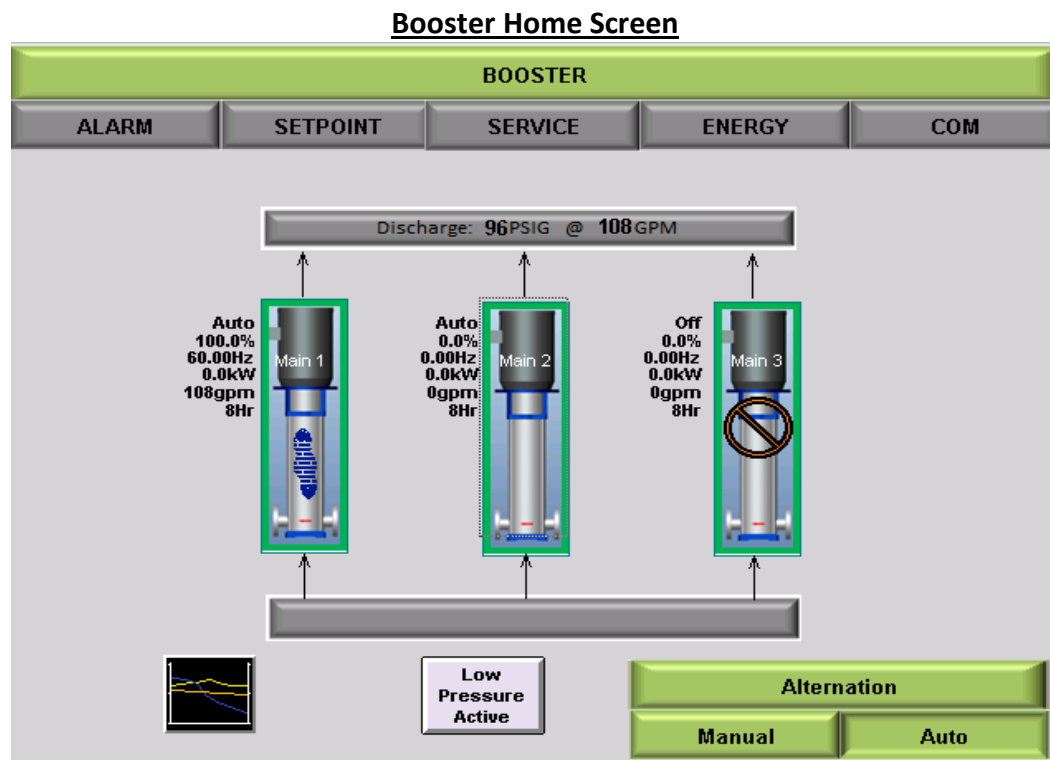 Booster Home Screen
BOOSTER
ALARM SETPOINT SERVICE ENERGY COM
Discharge: 96PSIG @ 108GPM
Auto
100.0%
60.00Hz
0.0kW
108gpm
8Hr
Main 1
Auto
0.0%
0.00Hz
0.0kW
0gpm
8Hr
Main 2
Off
0.0%
0.00Hz
0.0kW
0gpm
8Hr
Main 3
Low
Pressure
Active
Alternation
Manual Auto